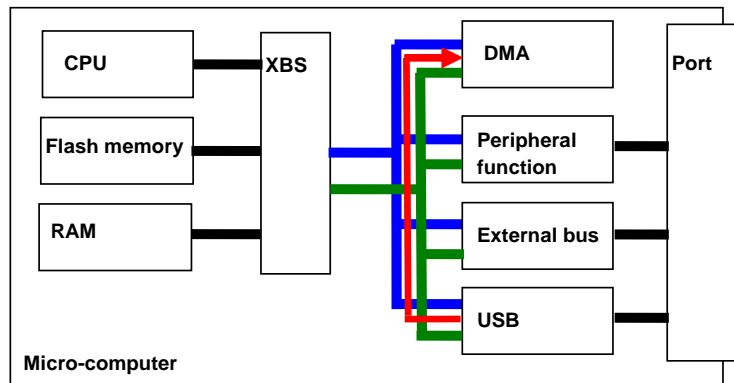 CPU
XBS
DMA
Port
Flash memory
Peripheral
function
RAM
External bus
USB
Micro-computer